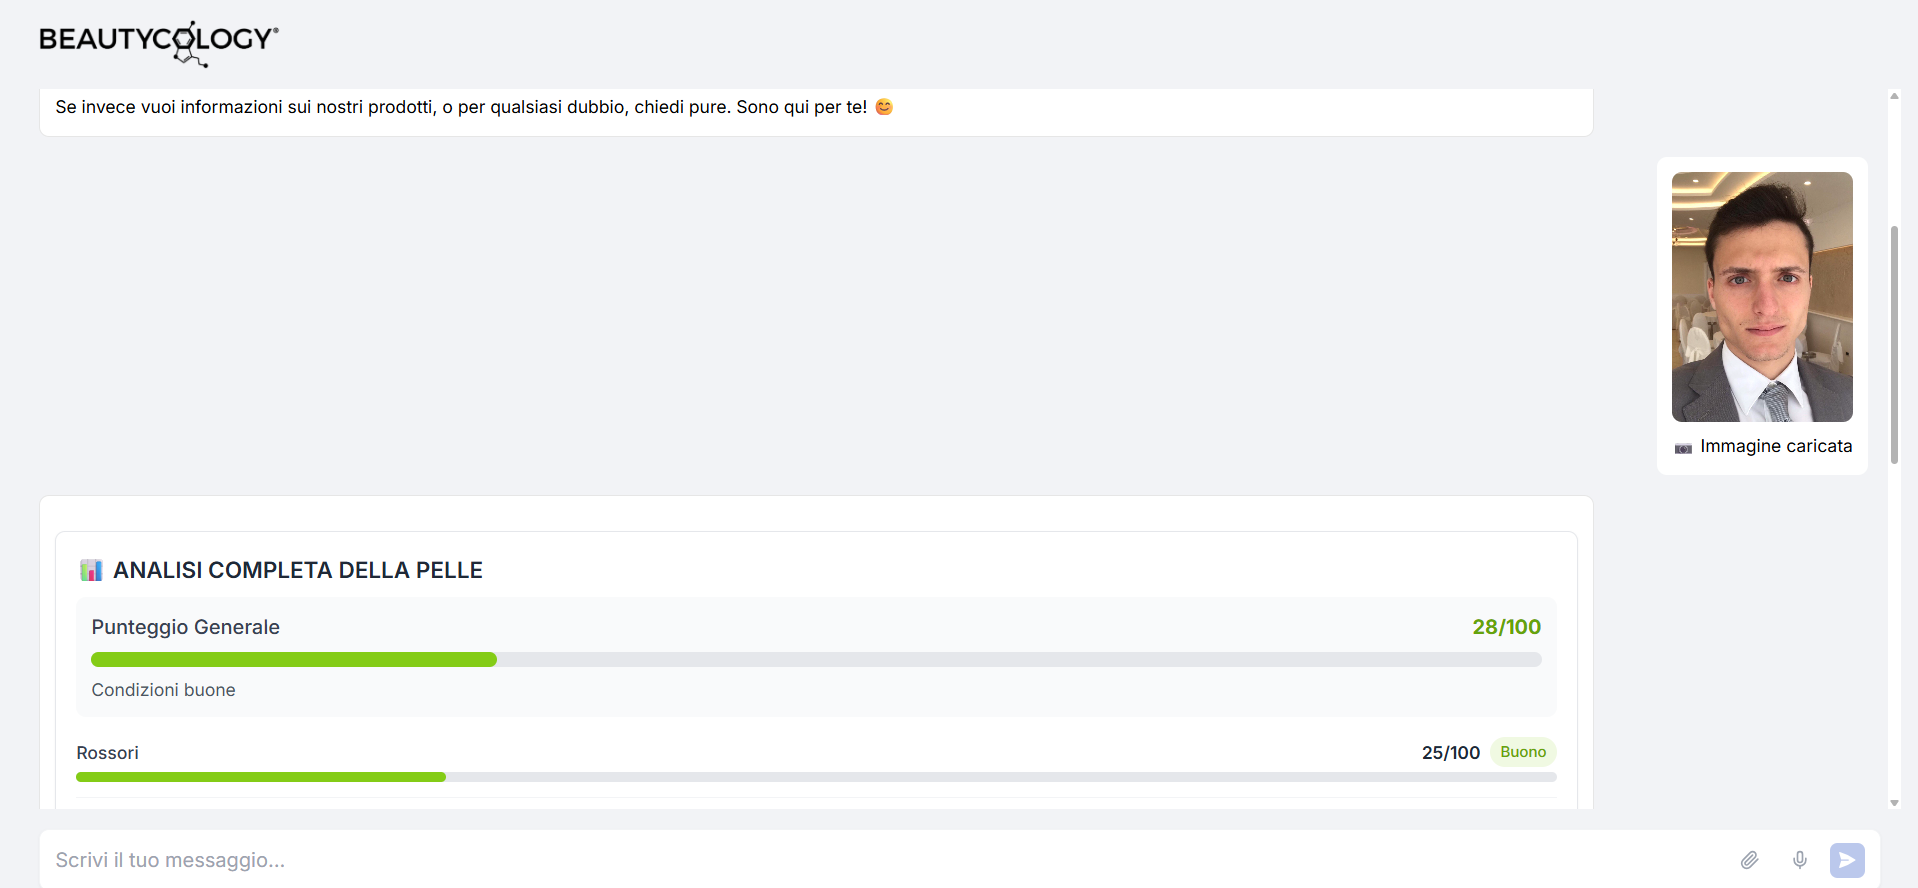 BEAUTYCOLOGY®
Se invece vuoi informazioni sui nostri prodotti, o per qualsiasi dubbio, chiedi pure. Sono qui per te! 😊
📷 Immagine caricata
📊 ANALISI COMPLETA DELLA PELLE
Punteggio Generale 28/100
Condizioni buone
Rossori 25/100 Buono
Scrivi il tuo messaggio...